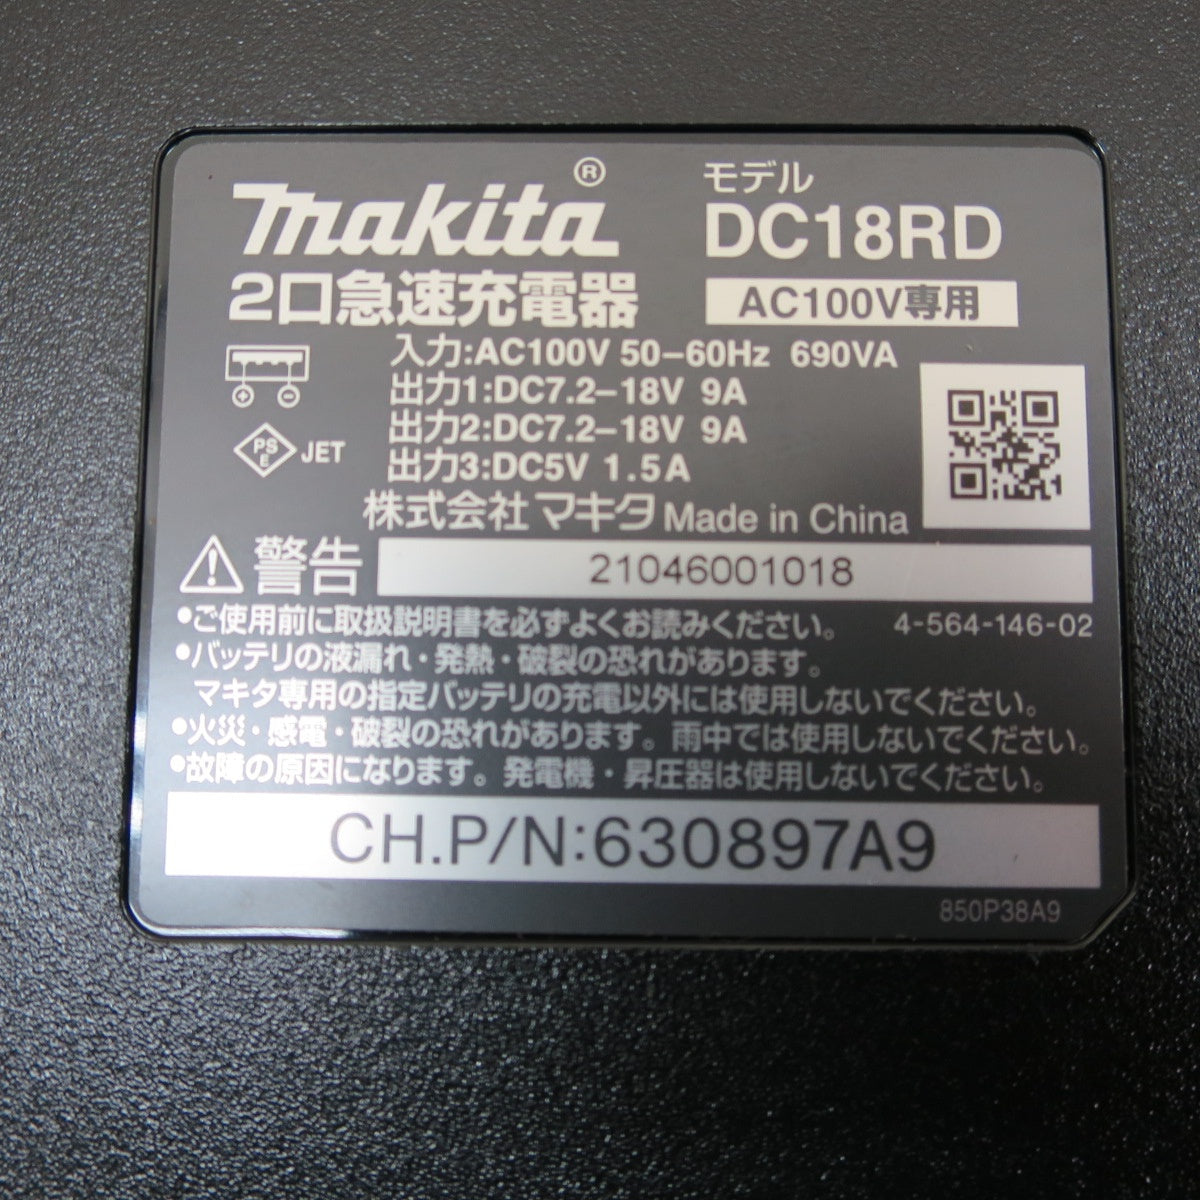 makita®
モデル
DC18RD
2口急速充電器
AC100V専用
入力:AC100V 50-60Hz 690VA
出力1:DC7.2-18V 9A
出力2:DC7.2-18V 9A
出力3:DC5V 1.5A
PS
E
JET
株式会社マキタ Made in China
警告
21046001018
•ご使用前に取扱説明書を必ずよくお読みください。 4-564-146-02
•バッテリの液漏れ・発熱・破裂の恐れがあります。
マキタ専用の指定バッテリの充電以外には使用しないでください。
•火災・感電・破裂の恐れがあります。雨中では使用しないでください。
•故障の原因になります。発電機・昇圧器は使用しないでください。
CH.P/N:630897A9
850P38A9